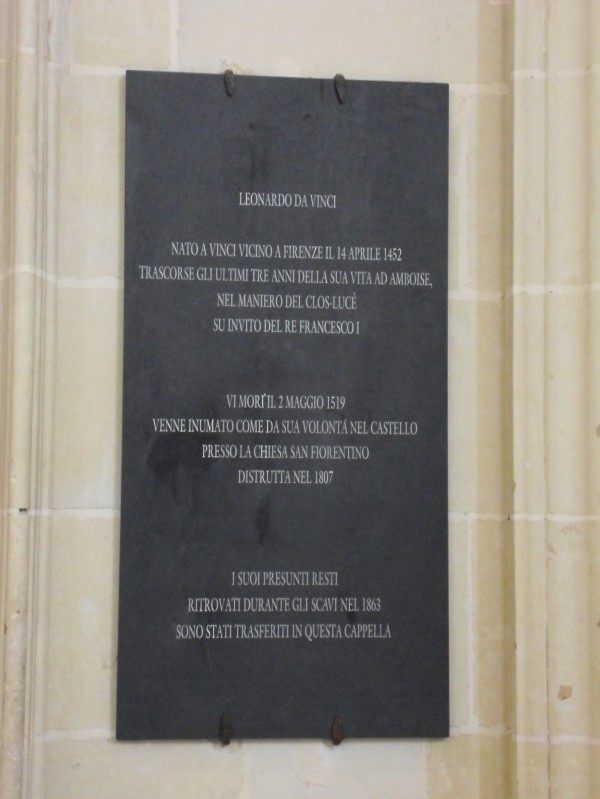 LEONARDO DA VINCI
NATO A VINCI VICINO A FIRENZE IL 14 APRILE 1452
TRASCORSE GLI ULTIMI TRE ANNI DELLA SUA VITA AD AMBOISE,
NEL MANIERO DEL CLOS-LUCÉ
SU INVITO DEL RE FRANCESCO I
VI MORI' IL 2 MAGGIO 1519
VENNE INUMATO COME DA SUA VOLONTÁ NEL CASTELLO
PRESSO LA CHIESA SAN FIORENTINO
DISTRUTTA NEL 1807
I SUOI PRESUNTI RESTI
RITROVATI DURANTE GLI SCAVI NEL 1863
SONO STATI TRASFERITI IN QUESTA CAPPELLA